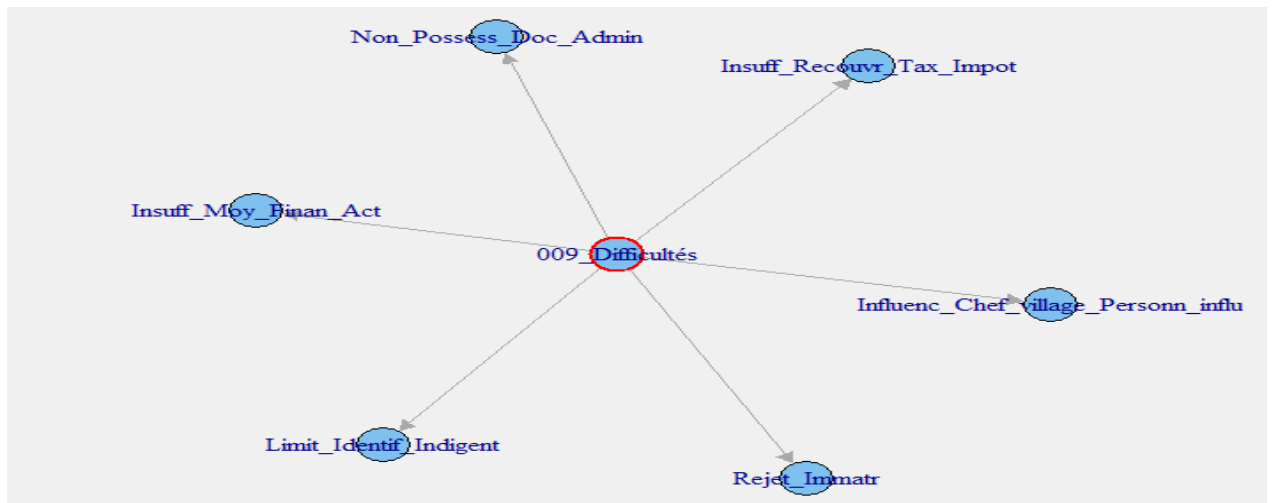 Non_Possess_Doc_Admin
Insuff_Recouvr_Tax_Impot
Insuff_Moy_Finan_Act
009_Difficultés
Influenc_Chef_village_Personn_influ
Limit_Identif_Indigent
Rejet_Immatr